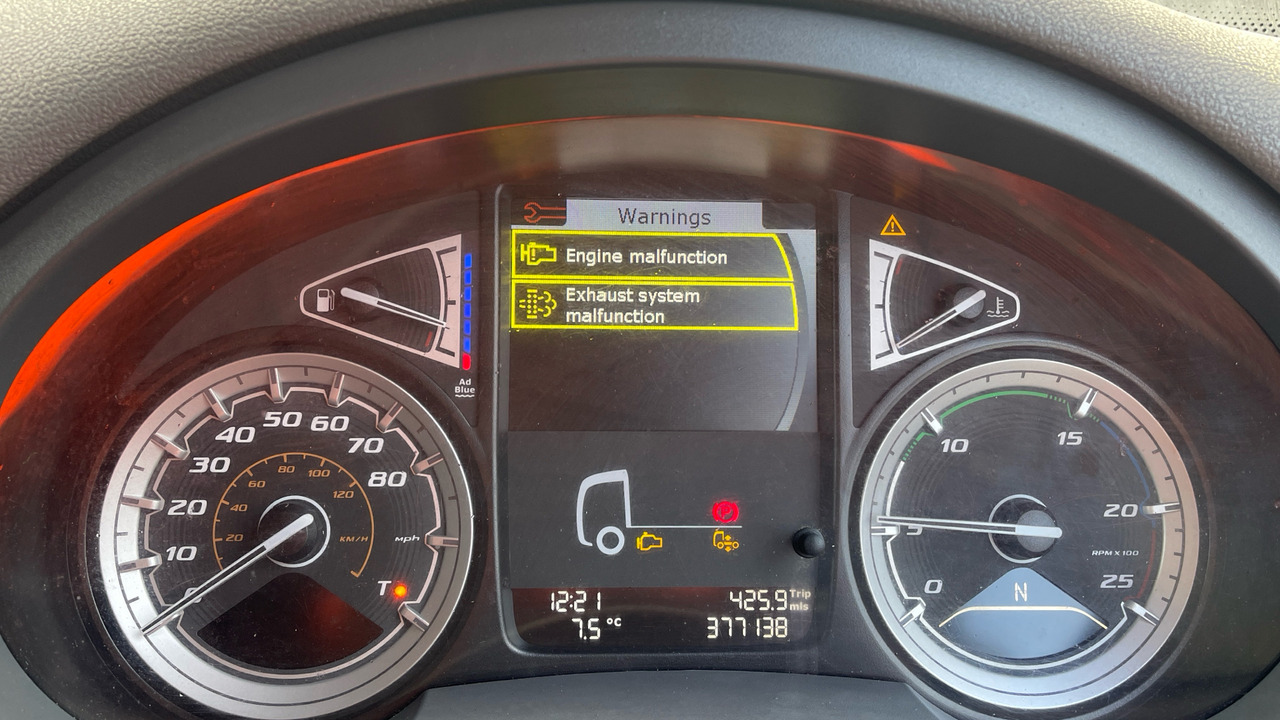 Warnings
Engine malfunction
Exhaust system
malfunction
Ad
Blue
10
20
30
40
50
60
70
80
mph
20
40
60
80
100
120
KM/H
T
P
12:21
425.9 Trip
mls
7.5 °C
377138
0
5
10
15
20
25
RPM X 100
N